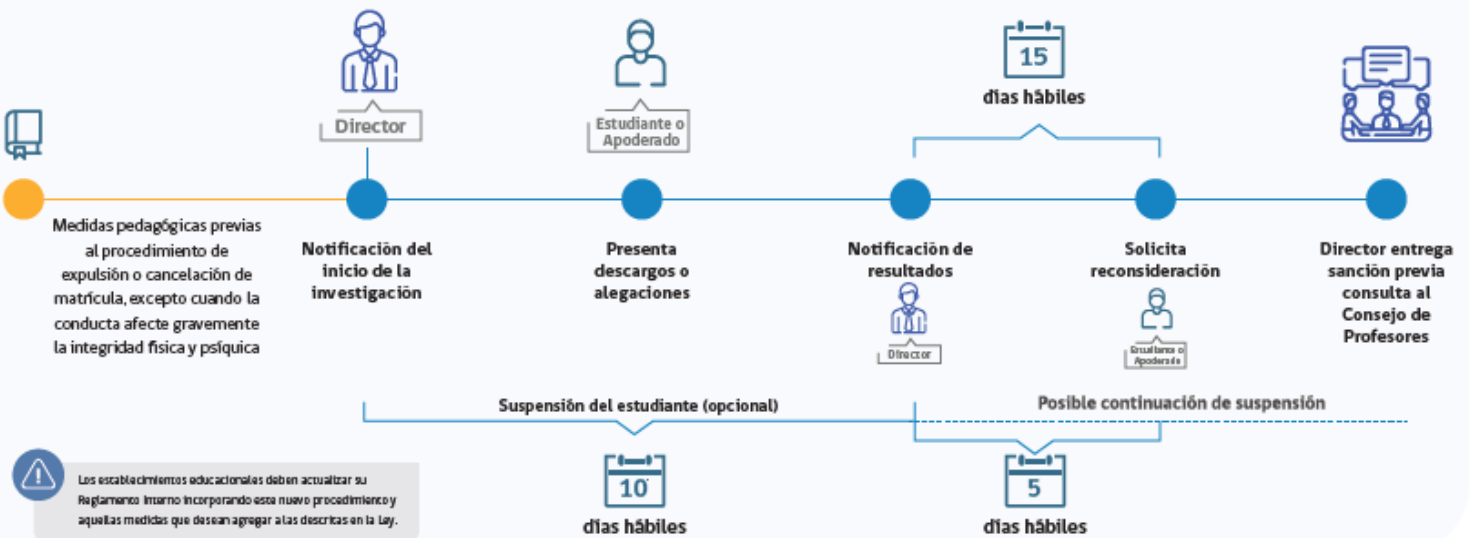 15
días hábiles
Director
Estudiante o
Apoderado
Medidas pedagógicas previas
al procedimiento de
expulsión o cancelación de
matrícula, excepto cuando la
conducta afecte gravemente
la integridad física y psíquica
Notificación del
inicio de la
investigación
Presenta
descargos o
alegaciones
Notificación de
resultados
Director
Solicita
reconsideración
Estudiante o
Apoderado
Director entrega
sanción previa
consulta al
Consejo de
Profesores
Suspensión del estudiante (opcional)
Posible continuación de suspensión
10
días hábiles
5
días hábiles
Los establecimientos educacionales deben actualizar su
Reglamento Interno incorporando este nuevo procedimiento y
aquellas medidas que desean agregar a las descritas en la Ley.